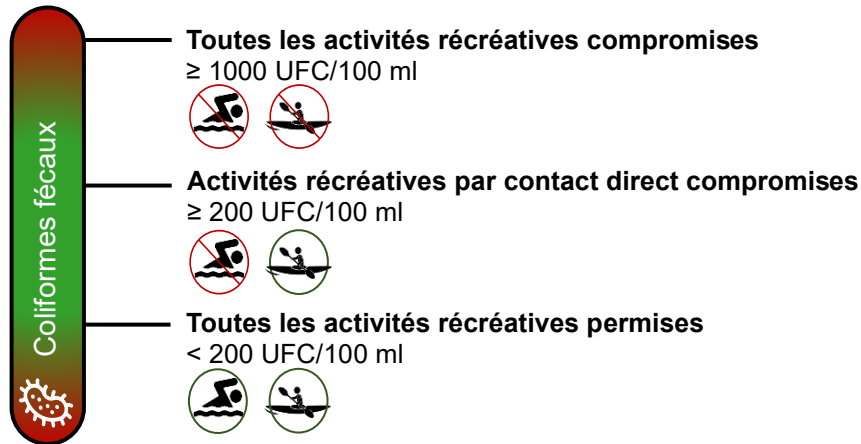 Coliformes fécaux
Toutes les activités récréatives compromises
≥ 1000 UFC/100 ml
Activités récréatives par contact direct compromises
≥ 200 UFC/100 ml
Toutes les activités récréatives permises
< 200 UFC/100 ml